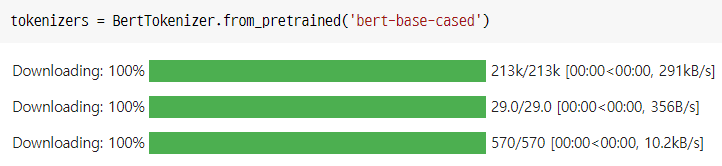 tokenizers = BertTokenizer.from_pretrained('bert-base-cased')
Downloading: 100% 213k/213k [00:00<00:00, 291kB/s]
Downloading: 100% 29.0/29.0 [00:00<00:00, 356B/s]
Downloading: 100% 570/570 [00:00<00:00, 10.2kB/s]